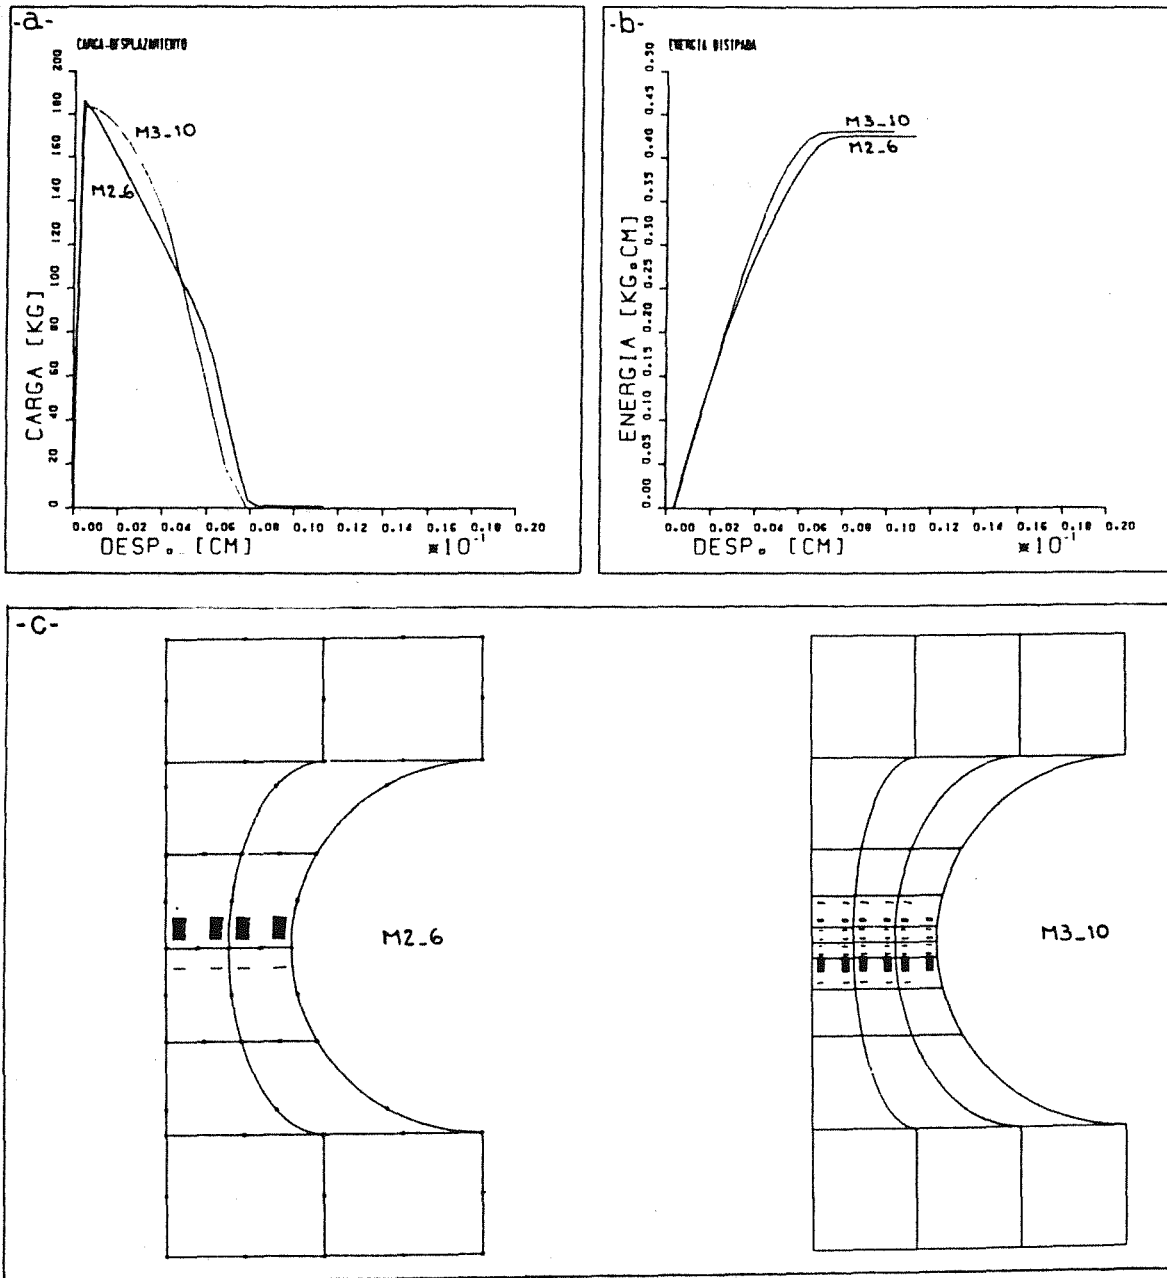 -a-
CARGA-DESPLAZAMIENTO
200
180
160
140
120
100
80
60
40
20
0
CARGA [KG]
M3_10
M2_6
0.00 0.02 0.04 0.06 0.08 0.10 0.12 0.14 0.16 0.18 0.20
DESP. [CM] *10⁻¹
-b-
ENERGIA DISIPADA
0.50
0.45
0.40
0.35
0.30
0.25
0.20
0.15
0.10
0.05
0.00
ENERGIA [KG.CM]
M3_10
M2_6
0.00 0.02 0.04 0.06 0.08 0.10 0.12 0.14 0.16 0.18 0.20
DESP. [CM] *10⁻¹
-c-
M2_6
M3_10